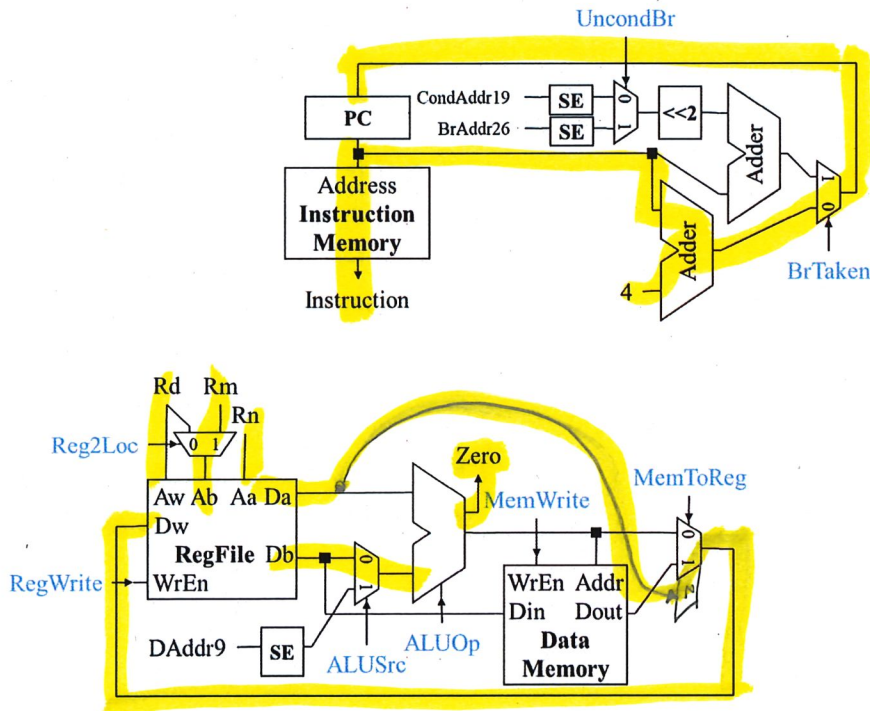 UncondBr
CondAddr19 SE 0
PC
<<2
BrAddr26 SE 1
Adder
1
Address
Instruction
Memory
0
Adder
BrTaken
4
Instruction
Rd Rm
Rn
Reg2Loc 0 1
Zero
MemToReg
MemWrite
Aw Ab Aa Da
Dw
0
RegFile Db 0
WrEn Addr 1
RegWrite WrEn 1
2
Din Dout
DAddr9 SE
ALUSrc
ALUOp
Data
Memory